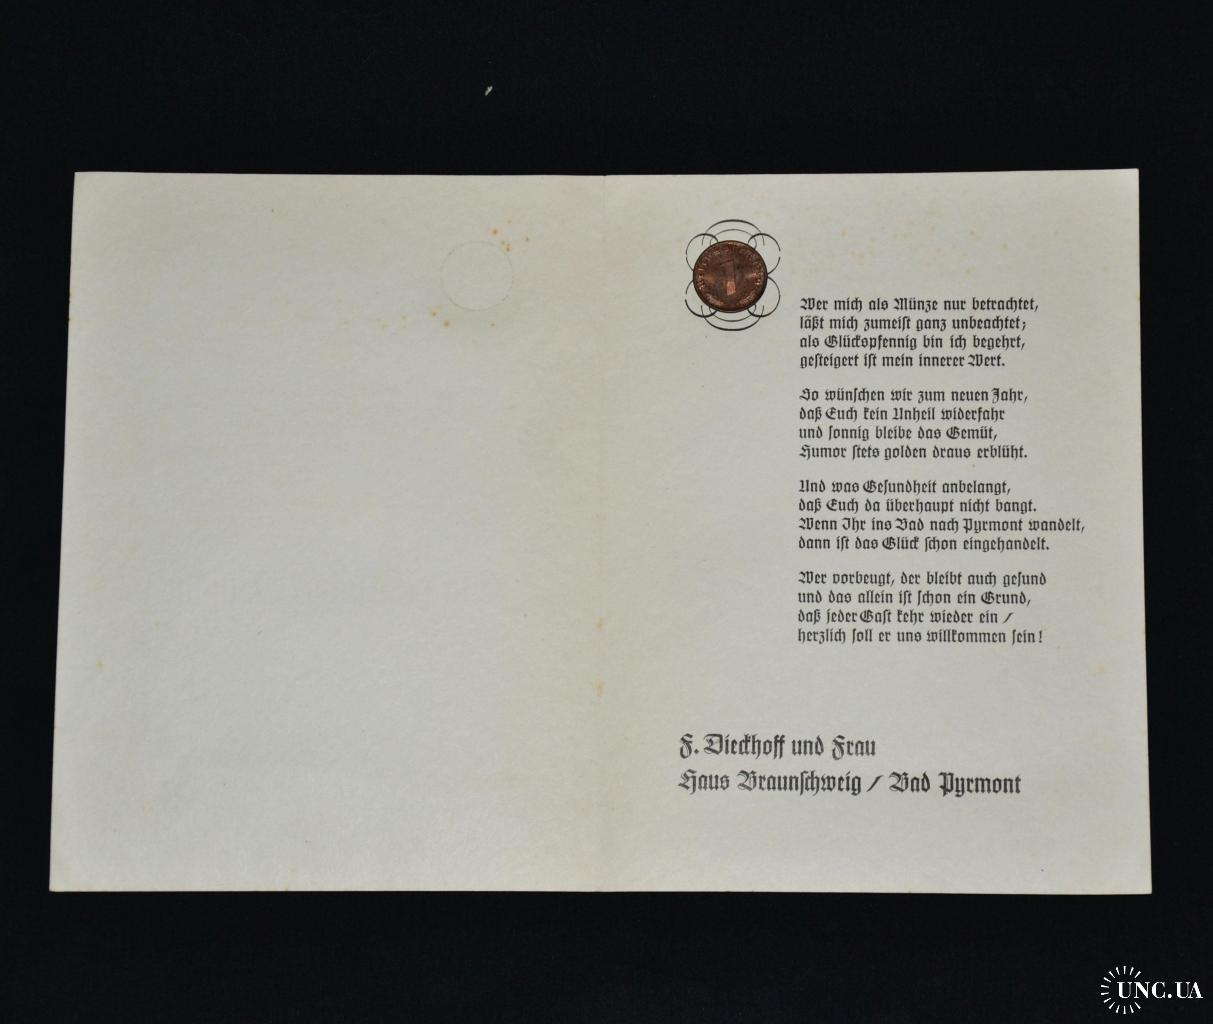 1
Wer mich als Münze nur betrachtet,
läßt mich zumeist ganz unbeachtet;
als Glückspfennig bin ich begehrt,
gesteigert ist mein innerer Wert.
So wünschen wir zum neuen Jahr,
daß Euch kein Unheil widerfahr
und sonnig bleibe das Gemüt,
Humor stets golden draus erblüht.
Und was Gesundheit anbelangt,
daß Euch da überhaupt nicht bangt.
Wenn Ihr ins Bad nach Pyrmont wandelt,
dann ist das Glück schon eingehandelt.
Wer vorbeugt, der bleibt auch gesund
und das allein ist schon ein Grund,
daß jeder Gast kehr wieder ein /
herzlich soll er uns willkommen sein!
F. Dieckhoff und Frau
Haus Braunschweig / Bad Pyrmont
UNC.UA